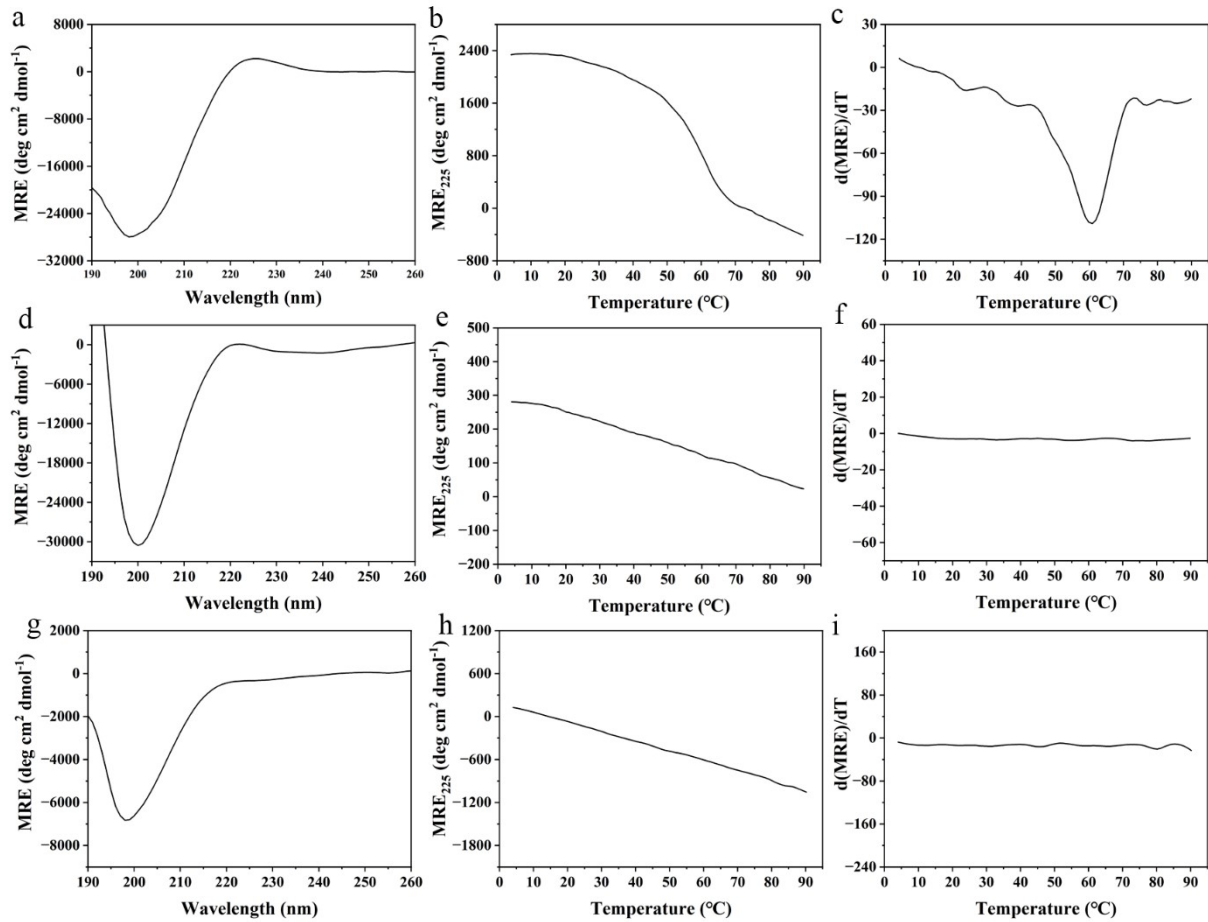 a
8000
0
−8000
−16000
−24000
−32000
190 200 210 220 230 240 250 260
MRE (deg cm² dmol⁻¹)
Wavelength (nm)
b
2400
1600
800
0
−800
0 10 20 30 40 50 60 70 80 90
MRE₂₂₅ (deg cm² dmol⁻¹)
Temperature (°C)
c
30
0
−30
−60
−90
−120
0 10 20 30 40 50 60 70 80 90
d(MRE)/dT
Temperature (°C)
d
0
−6000
−12000
−18000
−24000
−30000
190 200 210 220 230 240 250 260
MRE (deg cm² dmol⁻¹)
Wavelength (nm)
e
500
400
300
200
100
0
−100
−200
0 10 20 30 40 50 60 70 80 90
MRE₂₂₅ (deg cm² dmol⁻¹)
Temperature (°C)
f
60
40
20
0
−20
−40
−60
0 10 20 30 40 50 60 70 80 90
d(MRE)/dT
Temperature (°C)
g
2000
0
−2000
−4000
−6000
−8000
190 200 210 220 230 240 250 260
MRE (deg cm² dmol⁻¹)
Wavelength (nm)
h
1200
600
0
−600
−1200
−1800
0 10 20 30 40 50 60 70 80 90
MRE₂₂₅ (deg cm² dmol⁻¹)
Temperature (°C)
i
160
80
0
−80
−160
−240
0 10 20 30 40 50 60 70 80 90
d(MRE)/dT
Temperature (°C)